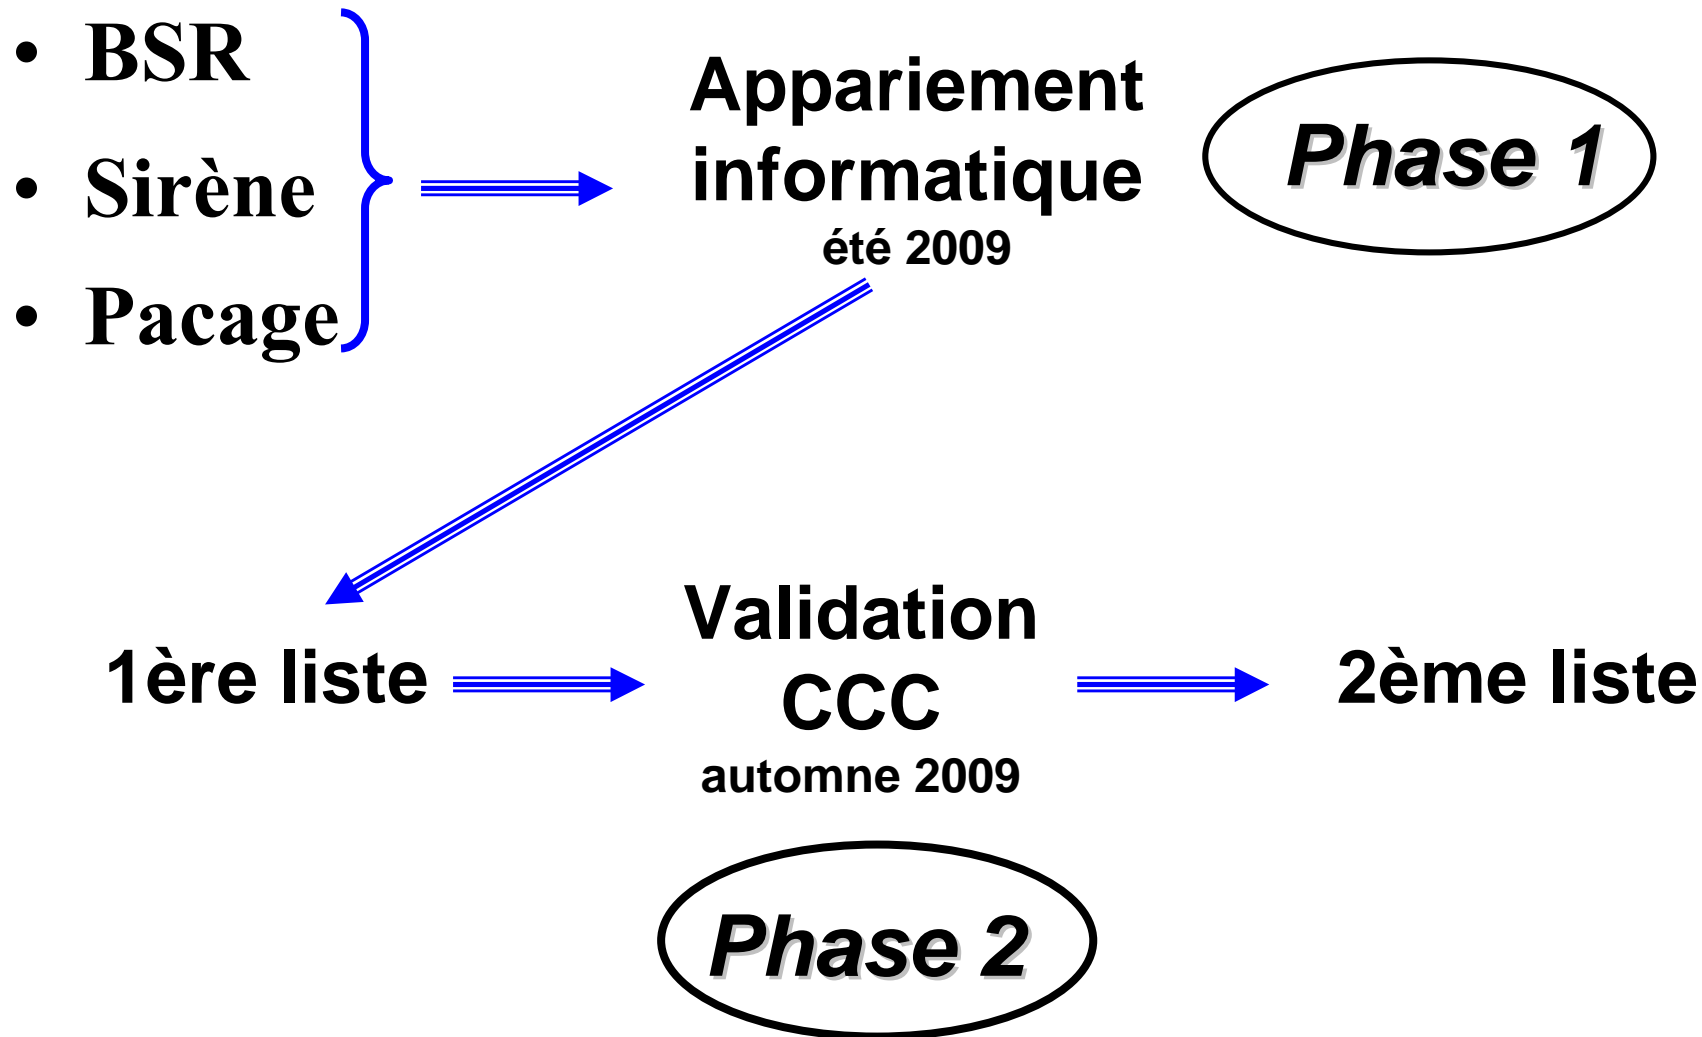 • BSR
• Sirène
• Pacage
Appariement
informatique
été 2009
Phase 1
1ère liste
Validation
CCC
automne 2009
2ème liste
Phase 2